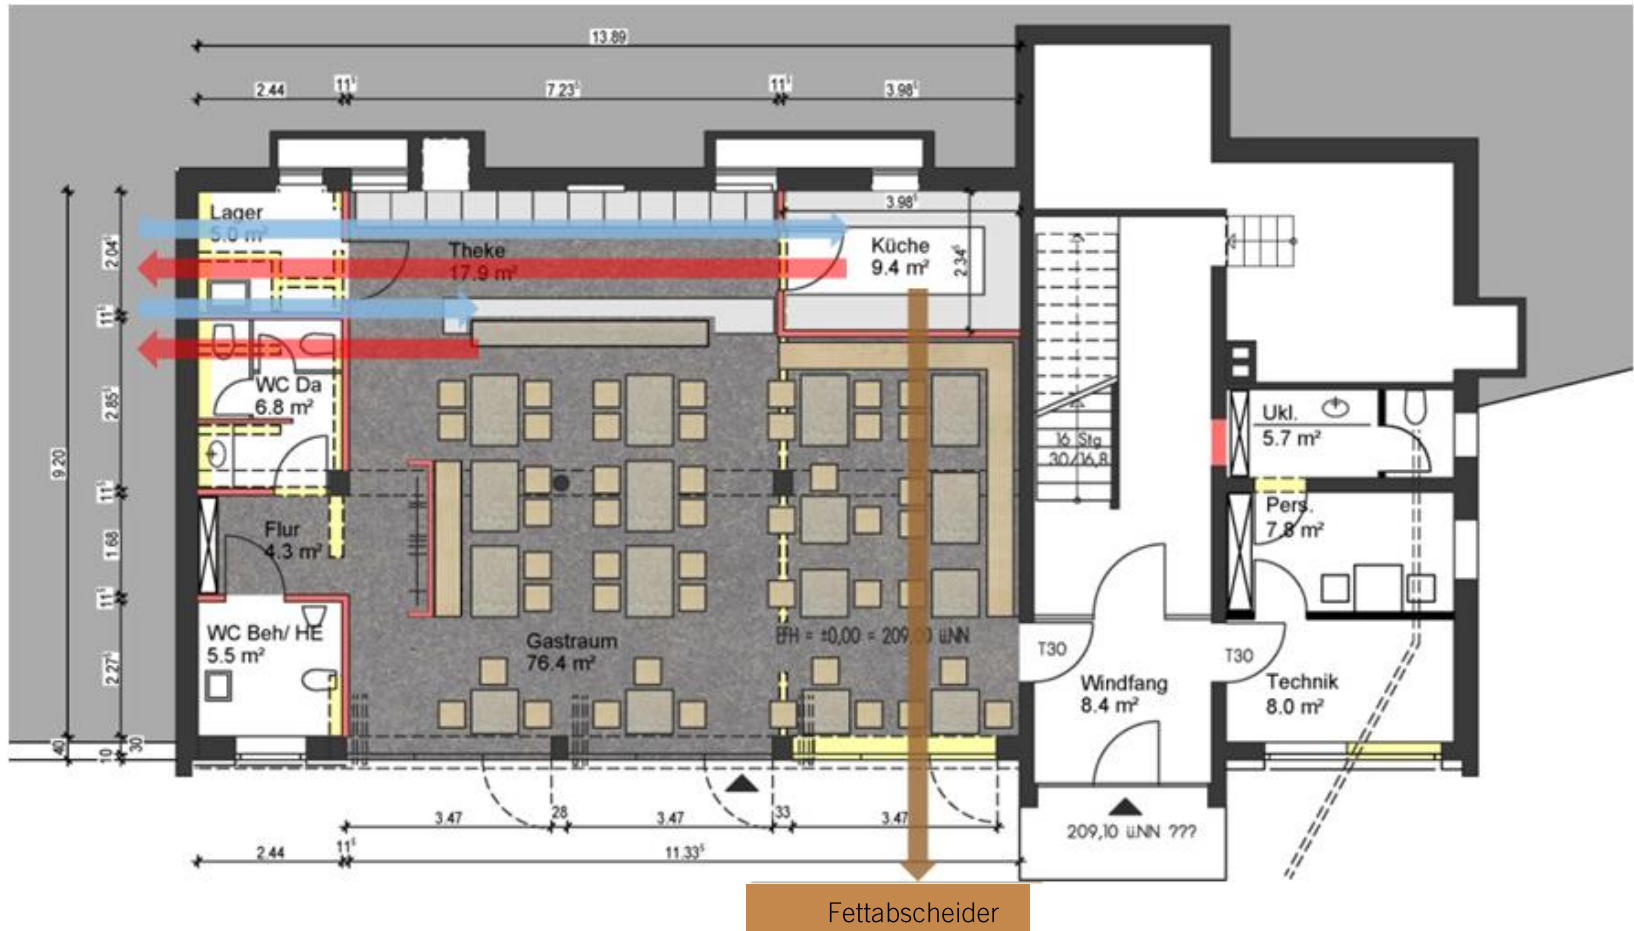 13.89
2.44
11⁵
7.23⁵
11⁵
3.98⁵
3.98⁵
Lager
5.0 m²
Theke
17.9 m²
Küche
9.4 m²
2.34⁵
2.04⁵
11⁵
WC Da
6.8 m²
2.85⁵
9.20
16 Stg
30/16,8
Ukl.
5.7 m²
11⁵
Flur
4.3 m²
1.68
Pers.
7.8 m²
11⁵
WC Beh/ HE
5.5 m²
2.27⁵
Gastraum
76.4 m²
EFH = ±0,00 = 209,00 ü.NN
T30
T30
Windfang
8.4 m²
Technik
8.0 m²
40
10
30
3.47
28
3.47
33
3.47
209,10 ü.NN ???
2.44
11⁵
11.33⁵
Fettabscheider